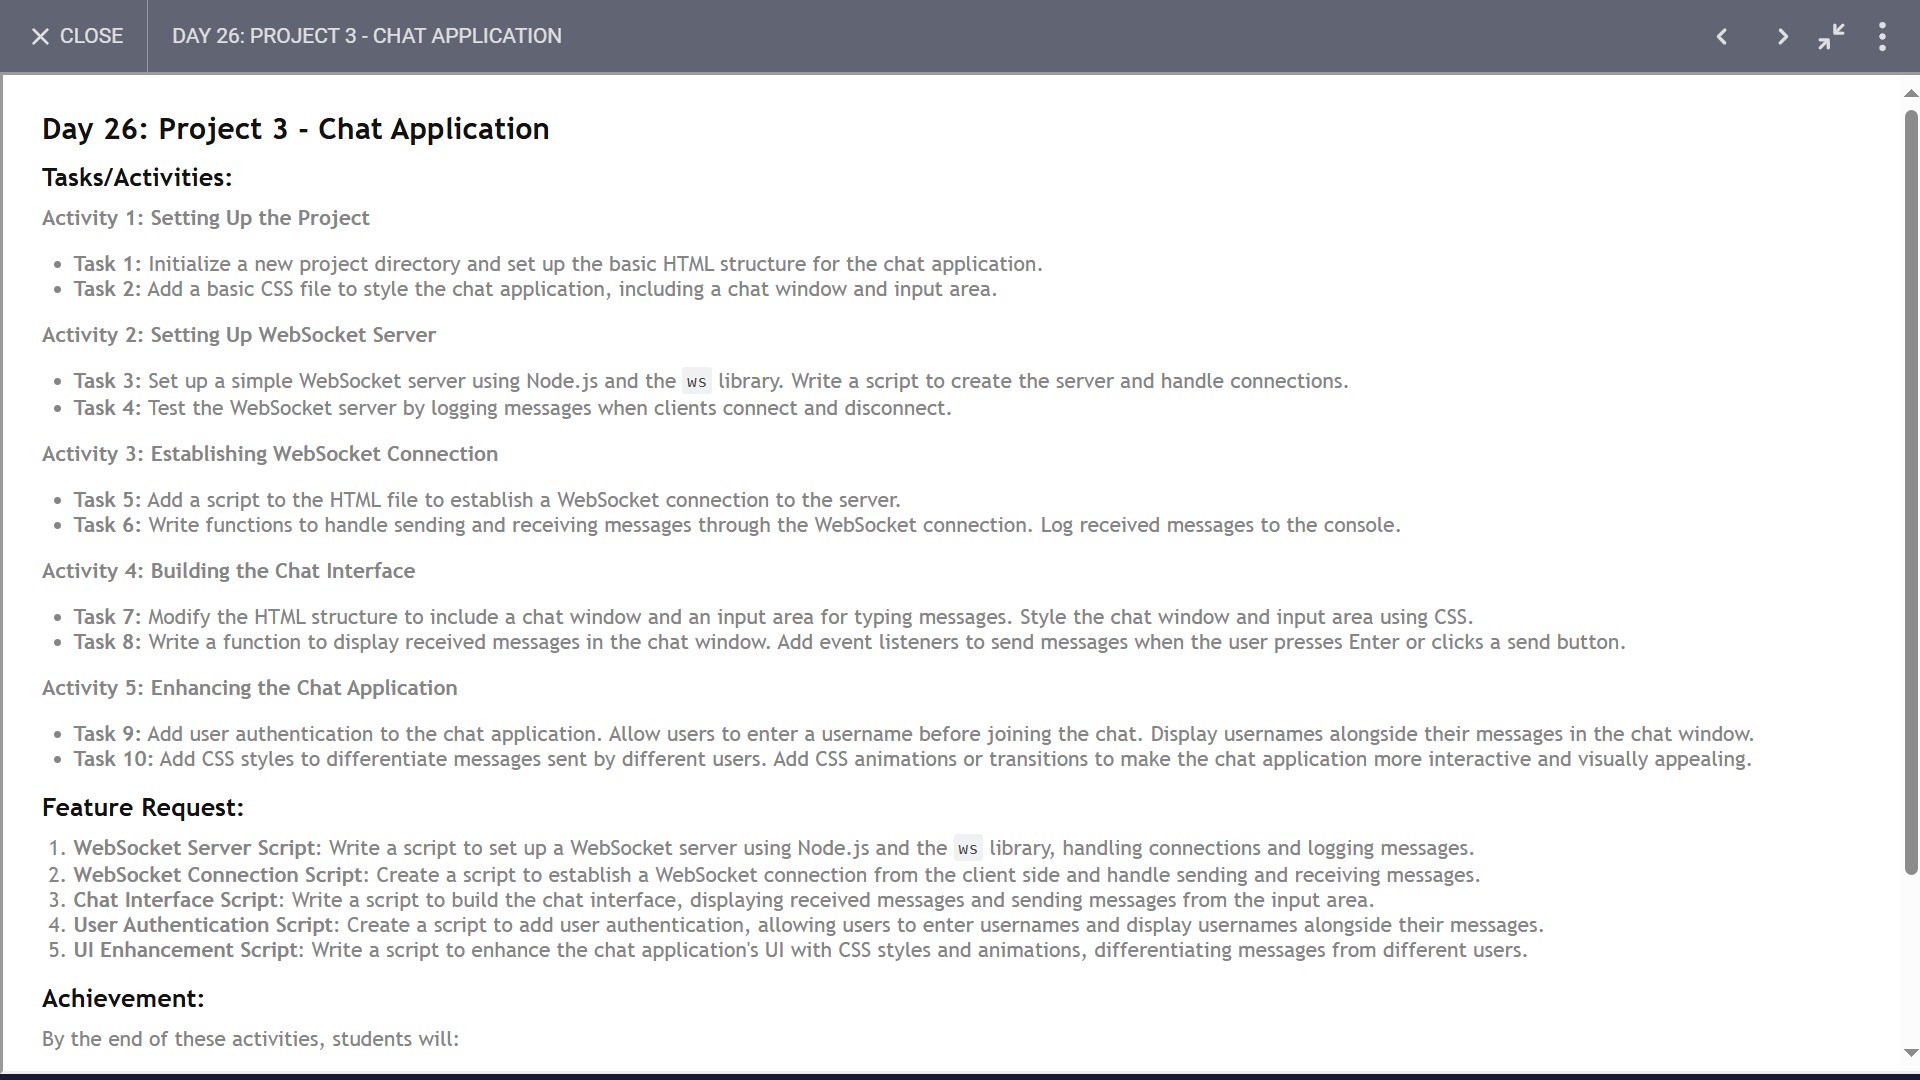 CLOSE
DAY 26: PROJECT 3 - CHAT APPLICATION
Day 26: Project 3 - Chat Application
Tasks/Activities:
Activity 1: Setting Up the Project
• Task 1: Initialize a new project directory and set up the basic HTML structure for the chat application.
• Task 2: Add a basic CSS file to style the chat application, including a chat window and input area.
Activity 2: Setting Up WebSocket Server
• Task 3: Set up a simple WebSocket server using Node.js and the ws library. Write a script to create the server and handle connections.
• Task 4: Test the WebSocket server by logging messages when clients connect and disconnect.
Activity 3: Establishing WebSocket Connection
• Task 5: Add a script to the HTML file to establish a WebSocket connection to the server.
• Task 6: Write functions to handle sending and receiving messages through the WebSocket connection. Log received messages to the console.
Activity 4: Building the Chat Interface
• Task 7: Modify the HTML structure to include a chat window and an input area for typing messages. Style the chat window and input area using CSS.
• Task 8: Write a function to display received messages in the chat window. Add event listeners to send messages when the user presses Enter or clicks a send button.
Activity 5: Enhancing the Chat Application
• Task 9: Add user authentication to the chat application. Allow users to enter a username before joining the chat. Display usernames alongside their messages in the chat window.
• Task 10: Add CSS styles to differentiate messages sent by different users. Add CSS animations or transitions to make the chat application more interactive and visually appealing.
Feature Request:
1. WebSocket Server Script: Write a script to set up a WebSocket server using Node.js and the ws library, handling connections and logging messages.
2. WebSocket Connection Script: Create a script to establish a WebSocket connection from the client side and handle sending and receiving messages.
3. Chat Interface Script: Write a script to build the chat interface, displaying received messages and sending messages from the input area.
4. User Authentication Script: Create a script to add user authentication, allowing users to enter usernames and display usernames alongside their messages.
5. UI Enhancement Script: Write a script to enhance the chat application's UI with CSS styles and animations, differentiating messages from different users.
Achievement:
By the end of these activities, students will: